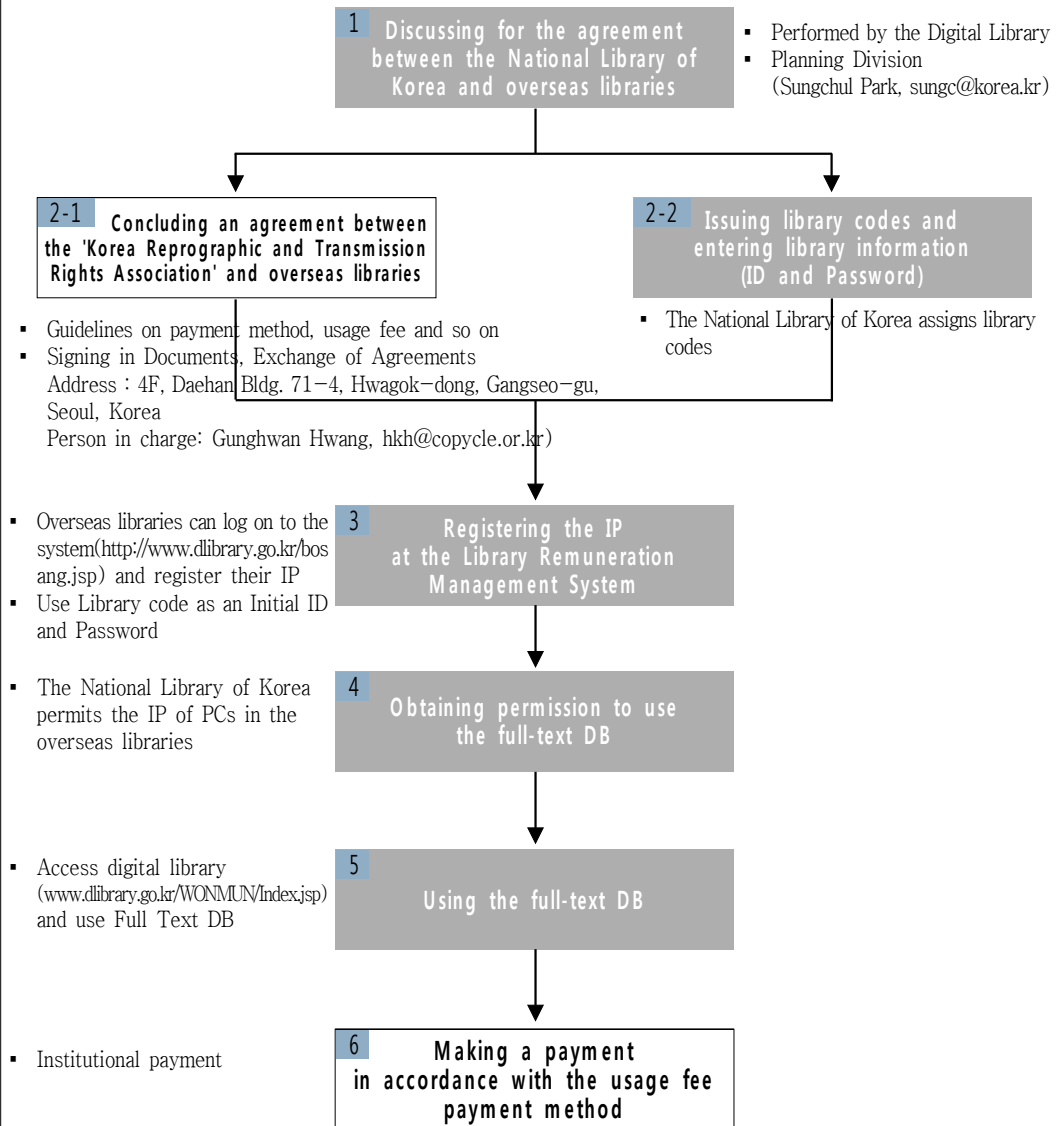 1
Discussing for the agreement
between the National Library of
Korea and overseas libraries
▪ Performed by the Digital Library
▪ Planning Division
(Sungchul Park, sungc@korea.kr)
2-1
Concluding an agreement between
the 'Korea Reprographic and Transmission
Rights Association' and overseas libraries
▪ Guidelines on payment method, usage fee and so on
▪ Signing in Documents, Exchange of Agreements
Address : 4F, Daehan Bldg. 71-4, Hwagok-dong, Gangseo-gu,
Seoul, Korea
Person in charge: Gunghwan Hwang, hkh@copycle.or.kr)
2-2
Issuing library codes and
entering library information
(ID and Password)
▪ The National Library of Korea assigns library
codes
▪ Overseas libraries can log on to the
system(http://www.dlibrary.go.kr/bos
ang.jsp) and register their IP
▪ Use Library code as an Initial ID
and Password
3
Registering the IP
at the Library Remuneration
Management System
▪ The National Library of Korea
permits the IP of PCs in the
overseas libraries
4
Obtaining permission to use
the full-text DB
▪ Access digital library
(www.dlibrary.go.kr/WONMUN/Index.jsp)
and use Full Text DB
5
Using the full-text DB
▪ Institutional payment
6
Making a payment
in accordance with the usage fee
payment method